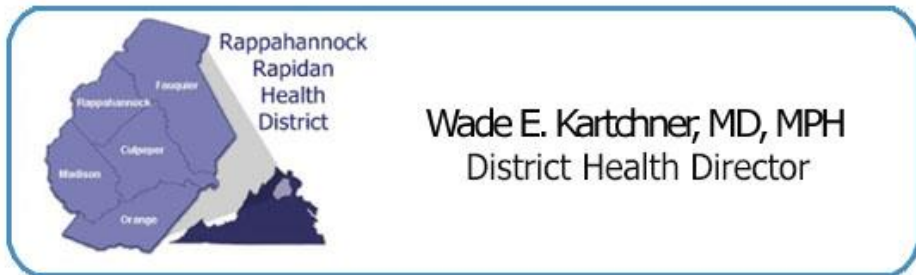 Rappahannock
Rapidan
Health
District
Fauquier
Rappahannock
Culpeper
Madison
Orange
Wade E. Kartchner, MD, MPH
District Health Director